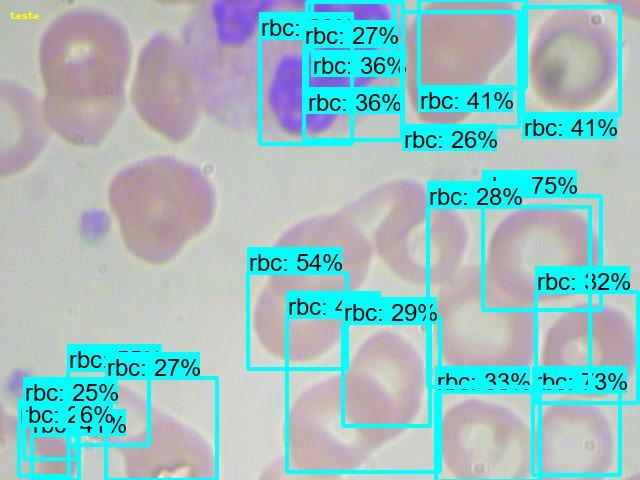 teste
rbc: 27%
rbc: 36%
rbc: 36%
rbc: 41%
rbc: 26%
rbc: 41%
75%
rbc: 28%
rbc: 54%
rbc: 32%
rbc: 29%
rbc:
rbc: 27%
rbc: 33%
rbc: 73%
rbc: 25%
rbc: 26%